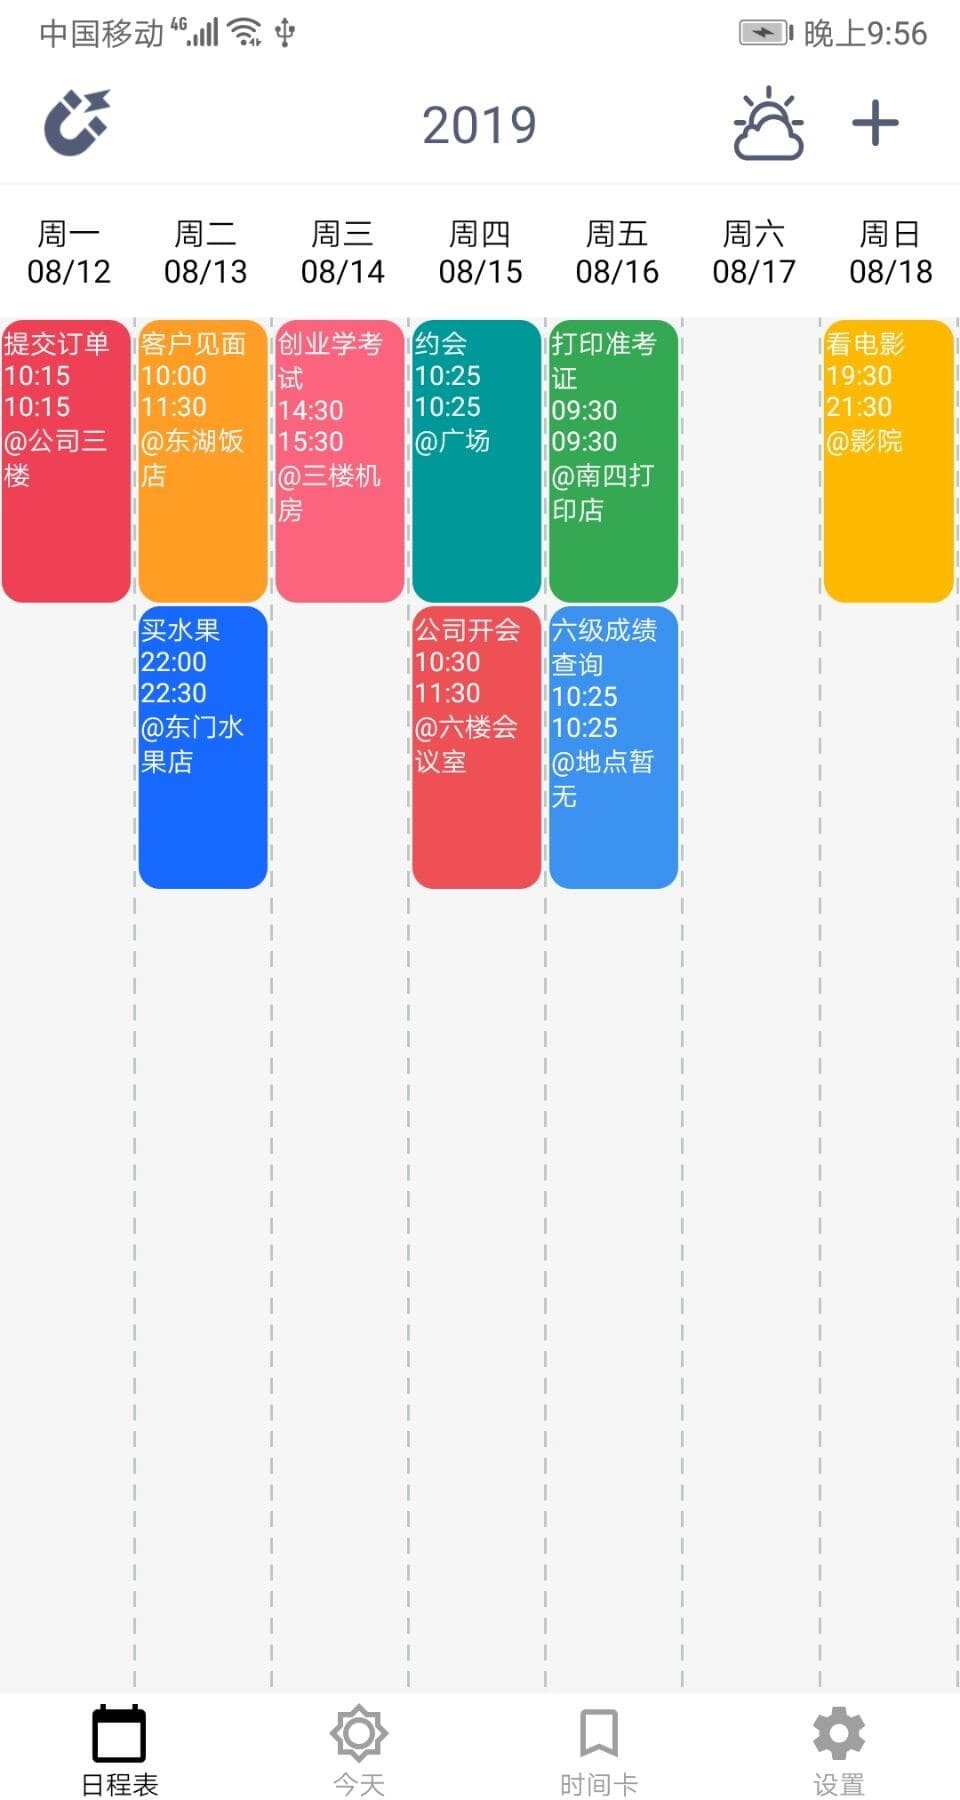 中国移动 4G 晚上9:56
2019
周一 周二 周三 周四 周五 周六 周日
08/12 08/13 08/14 08/15 08/16 08/17 08/18
提交订单
10:15
10:15
@公司三
楼
客户见面
10:00
11:30
@东湖饭
店
买水果
22:00
22:30
@东门水
果店
创业学考
试
14:30
15:30
@三楼机
房
约会
10:25
10:25
@广场
公司开会
10:30
11:30
@六楼会
议室
打印准考
证
09:30
09:30
@南四打
印店
六级成绩
查询
10:25
10:25
@地点暂
无
看电影
19:30
21:30
@影院
日程表 今天 时间卡 设置